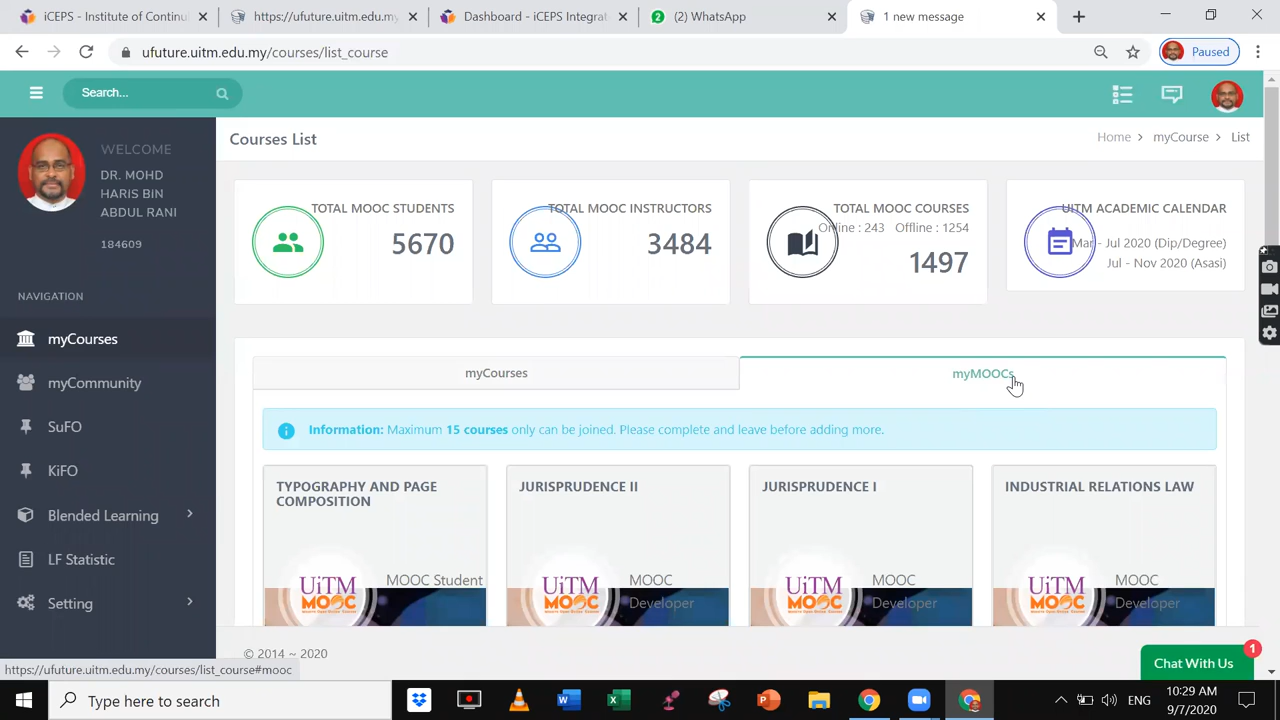 iCEPS - Institute of Continu
https://ufuture.uitm.edu.my/
Dashboard - iCEPS Integrat
(2) WhatsApp
1 new message
ufuture.uitm.edu.my/courses/list_course
Paused
Search...
WELCOME
DR. MOHD
HARIS BIN
ABDUL RANI
184609
NAVIGATION
myCourses
myCommunity
SuFO
KiFO
Blended Learning
LF Statistic
Setting
Courses List
Home > myCourse > List
TOTAL MOOC STUDENTS
5670
TOTAL MOOC INSTRUCTORS
3484
TOTAL MOOC COURSES
Online : 243 Offline : 1254
1497
UITM ACADEMIC CALENDAR
Mar - Jul 2020 (Dip/Degree)
Jul - Nov 2020 (Asasi)
myCourses
myMOOCs
Information: Maximum 15 courses only can be joined. Please complete and leave before adding more.
TYPOGRAPHY AND PAGE
COMPOSITION
UiTM
MOOC
MOOC Student
JURISPRUDENCE II
UiTM
MOOC
MOOC
Developer
JURISPRUDENCE I
UiTM
MOOC
MOOC
Developer
INDUSTRIAL RELATIONS LAW
UiTM
MOOC
MOOC
Developer
© 2014 ~ 2020
https://ufuture.uitm.edu.my/courses/list_course#mooc
Chat With Us
1
Type here to search
ENG
10:29 AM
9/7/2020